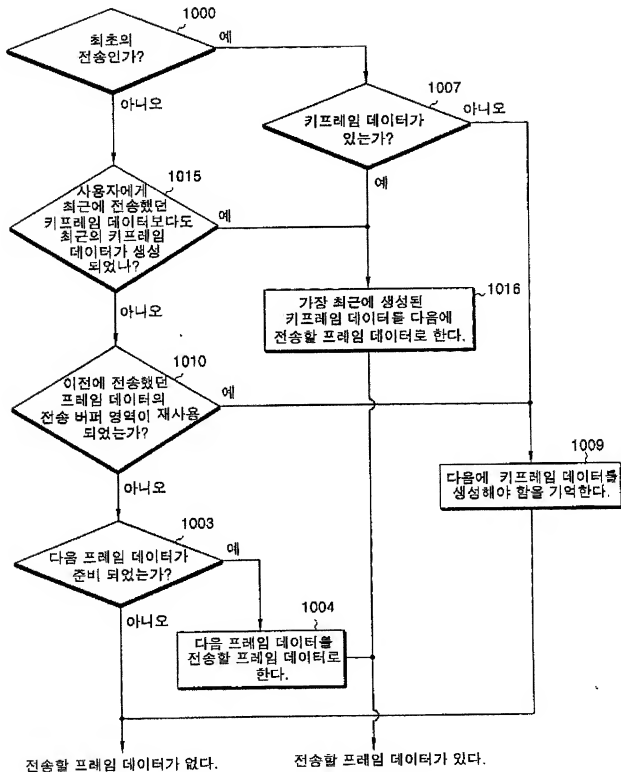 1000
최초의
전송인가?
예
아니오
1007
키프레임 데이터가
있는가?
아니오
예
1015
사용자에게
최근에 전송했던
키프레임 데이터보다도
최근의 키프레임
데이터가 생성
되었나?
예
아니오
1016
가장 최근에 생성된
키프레임 데이터를 다음에
전송할 프레임 데이터로 한다.
1010
이전에 전송했던
프레임 데이터의
전송 버퍼 영역이 재사용
되었는가?
예
아니오
1009
다음에 키프레임 데이터를
생성해야 함을 기억한다.
1003
다음 프레임 데이터가
준비 되었는가?
예
아니오
1004
다음 프레임 데이터를
전송할 프레임 데이터로
한다.
전송할 프레임 데이터가 없다.
전송할 프레임 데이터가 있다.